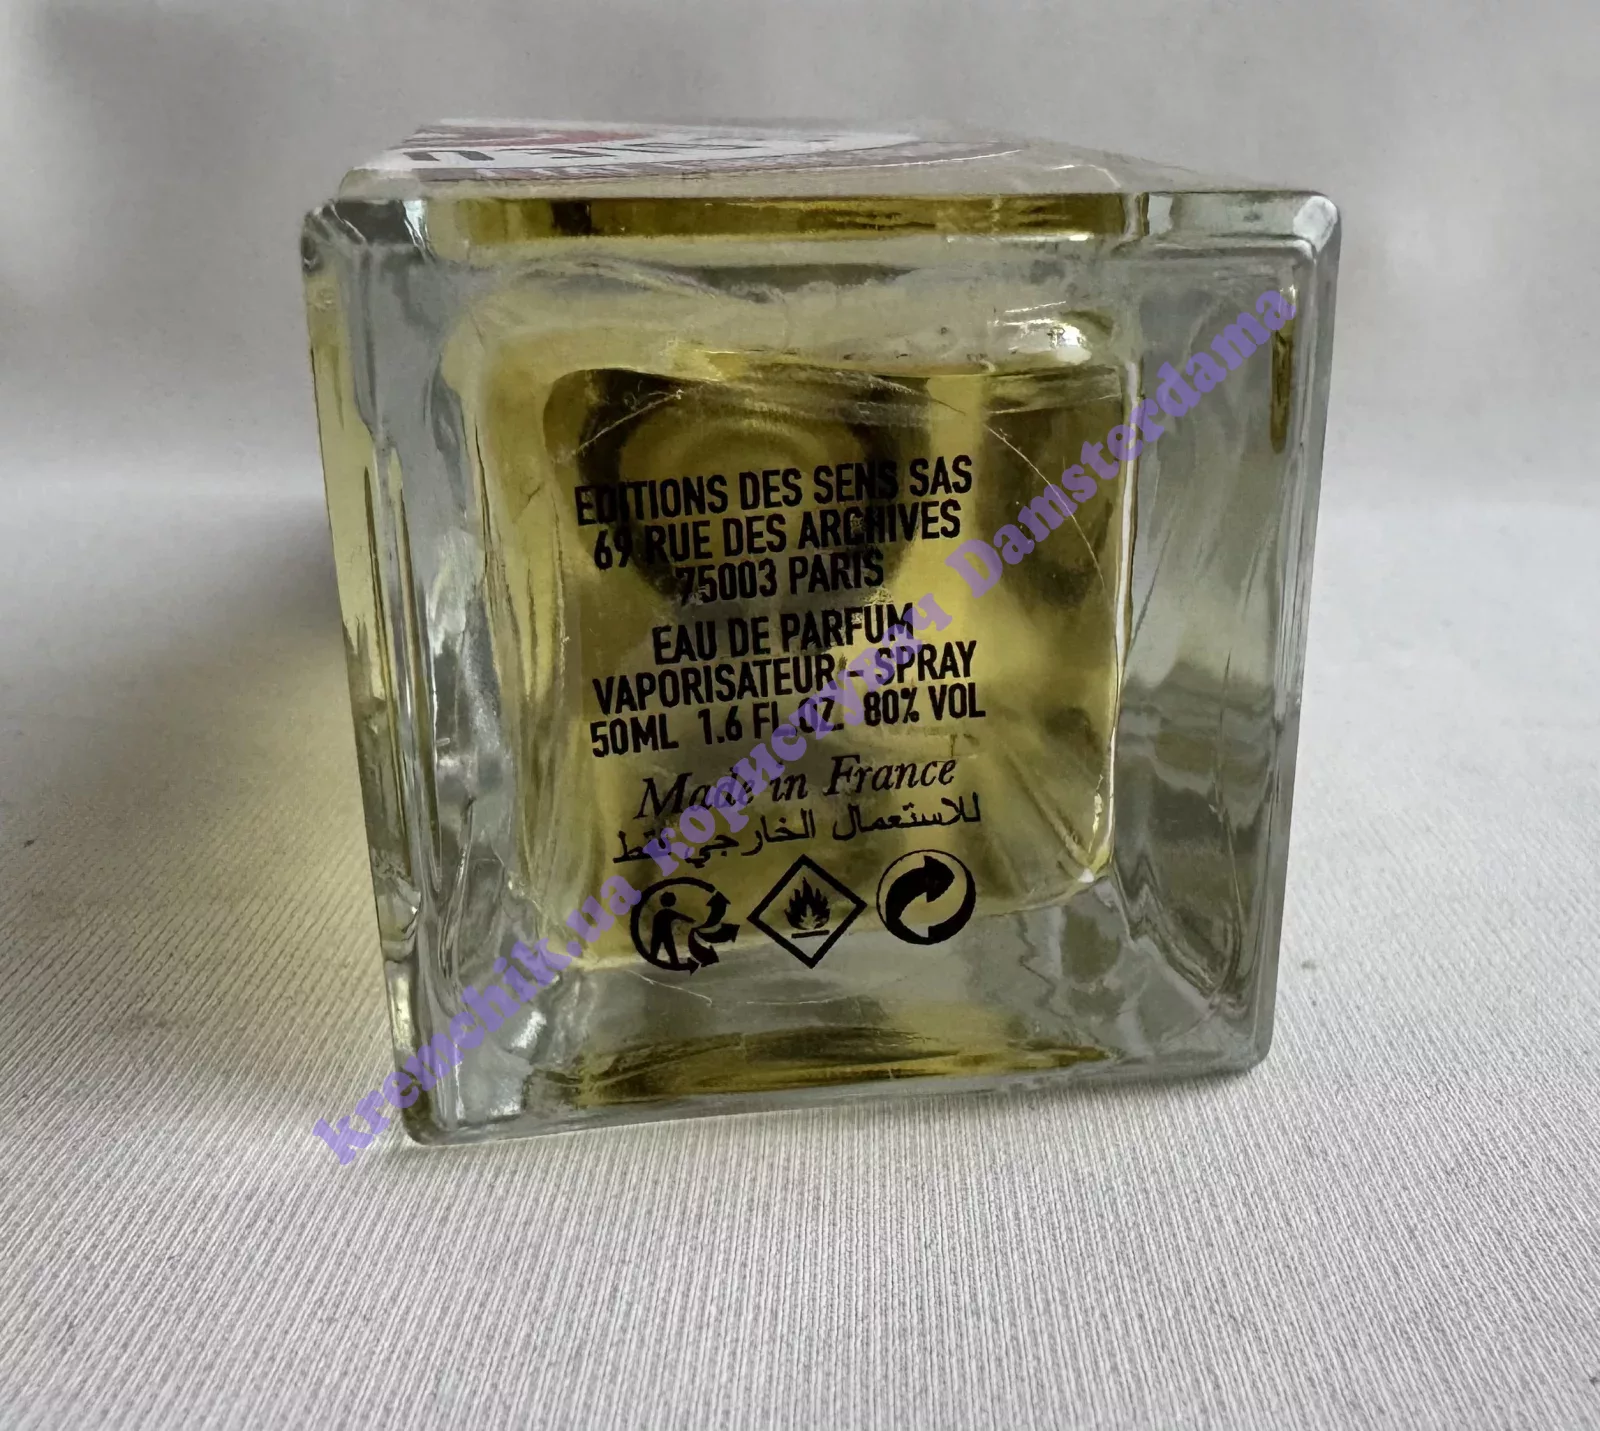 EDITIONS DES SENS SAS
69 RUE DES ARCHIVES
75003 PARIS
EAU DE PARFUM
VAPORISATEUR - SPRAY
50ML 1.6 FL.OZ. 80% VOL
Made in France
للاستعمال الخارجي فقط
kremshik.ua користувач Damsterdama